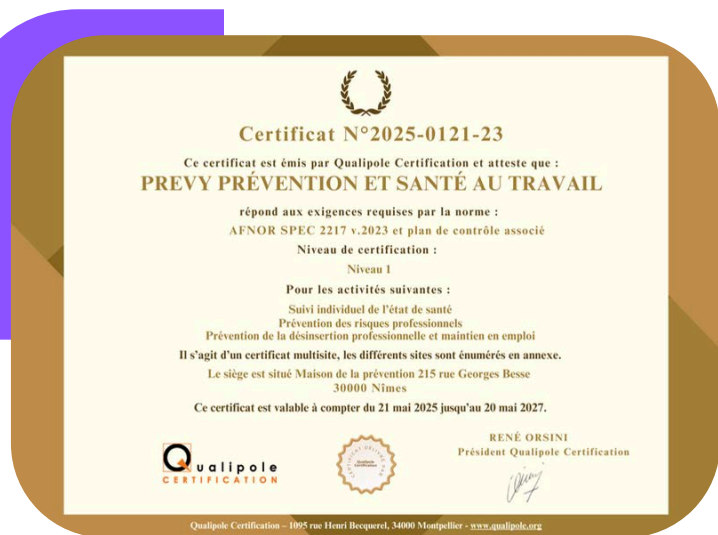 Certificat N°2025-0121-23
Ce certificat est émis par Qualipole Certification et atteste que :
PREVY PRÉVENTION ET SANTÉ AU TRAVAIL
répond aux exigences requises par la norme :
AFNOR SPEC 2217 v.2023 et plan de contrôle associé
Niveau de certification :
Niveau 1
Pour les activités suivantes :
Suivi individuel de l'état de santé
Prévention des risques professionnels
Prévention de la désinsertion professionnelle et maintien en emploi
Il s'agit d'un certificat multisite, les différents sites sont énumérés en annexe.
Le siège est situé Maison de la prévention 215 rue Georges Besse
30000 Nîmes
Ce certificat est valable à compter du 21 mai 2025 jusqu'au 20 mai 2027.
RENÉ ORSINI
Président Qualipole Certification
Qualipole
CERTIFICATION
CERTIFICAT DÉLIVRÉ PAR
Qualipole
Certification
Qualipole Certification – 1095 rue Henri Becquerel, 34000 Montpellier - www.qualipole.org